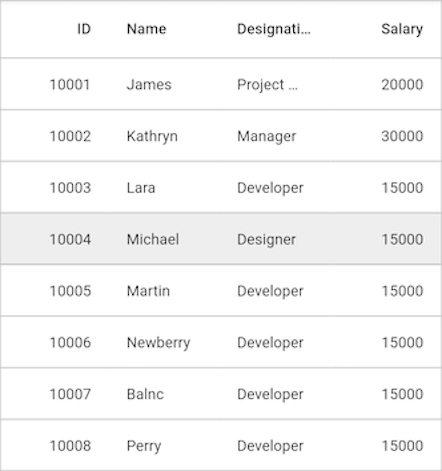 ID Name Designati... Salary
10001 James Project ... 20000
10002 Kathryn Manager 30000
10003 Lara Developer 15000
10004 Michael Designer 15000
10005 Martin Developer 15000
10006 Newberry Developer 15000
10007 Balnc Developer 15000
10008 Perry Developer 15000